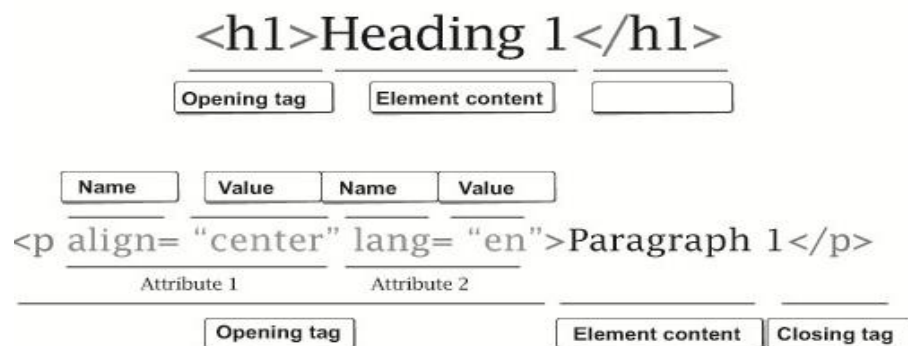 <h1>Heading 1</h1>
Opening tag Element content
Name Value Name Value
<p align= “center” lang= “en”>Paragraph 1</p>
Attribute 1 Attribute 2
Opening tag Element content Closing tag